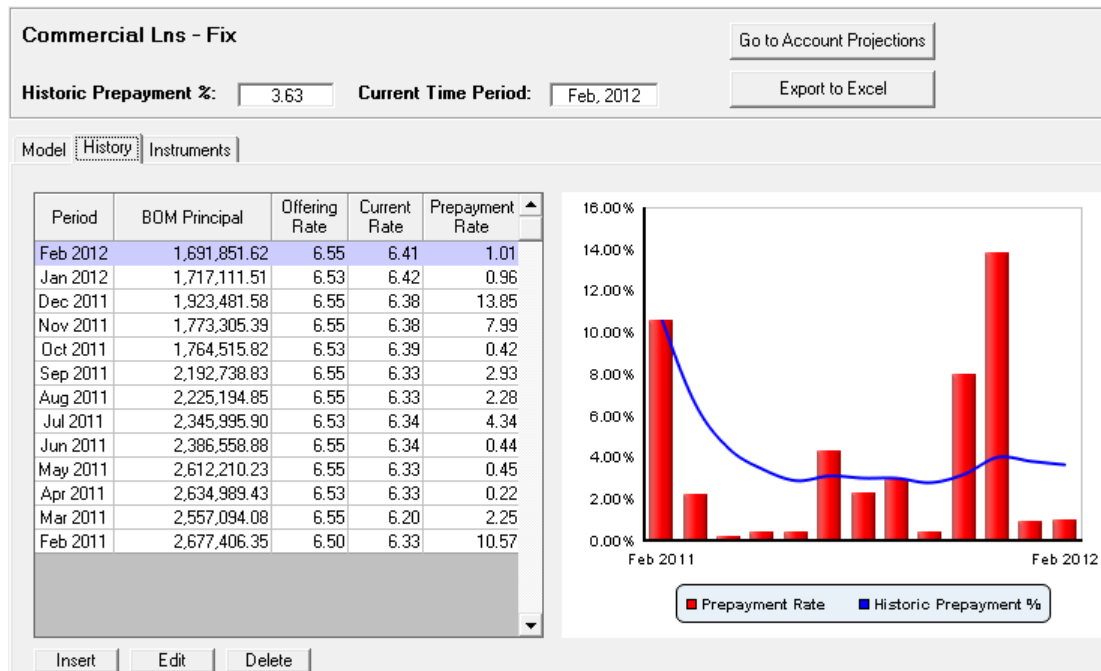 Commercial Lns - Fix
Go to Account Projections
Historic Prepayment %: 3.63 Current Time Period: Feb, 2012
Export to Excel
Model History Instruments
Period BOM Principal Offering Rate Current Rate Prepayment Rate
Feb 2012 1,691,851.62 6.55 6.41 1.01
Jan 2012 1,717,111.51 6.53 6.42 0.96
Dec 2011 1,923,481.58 6.55 6.38 13.85
Nov 2011 1,773,305.39 6.55 6.38 7.99
Oct 2011 1,764,515.82 6.53 6.39 0.42
Sep 2011 2,192,738.83 6.55 6.33 2.93
Aug 2011 2,225,194.85 6.55 6.33 2.28
Jul 2011 2,345,995.90 6.53 6.34 4.34
Jun 2011 2,386,558.88 6.55 6.34 0.44
May 2011 2,612,210.23 6.55 6.33 0.45
Apr 2011 2,634,989.43 6.53 6.33 0.22
Mar 2011 2,557,094.08 6.55 6.20 2.25
Feb 2011 2,677,406.35 6.50 6.33 10.57
16.00%
14.00%
12.00%
10.00%
8.00%
6.00%
4.00%
2.00%
0.00%
Feb 2011 Feb 2012
Prepayment Rate Historic Prepayment %
Insert Edit Delete